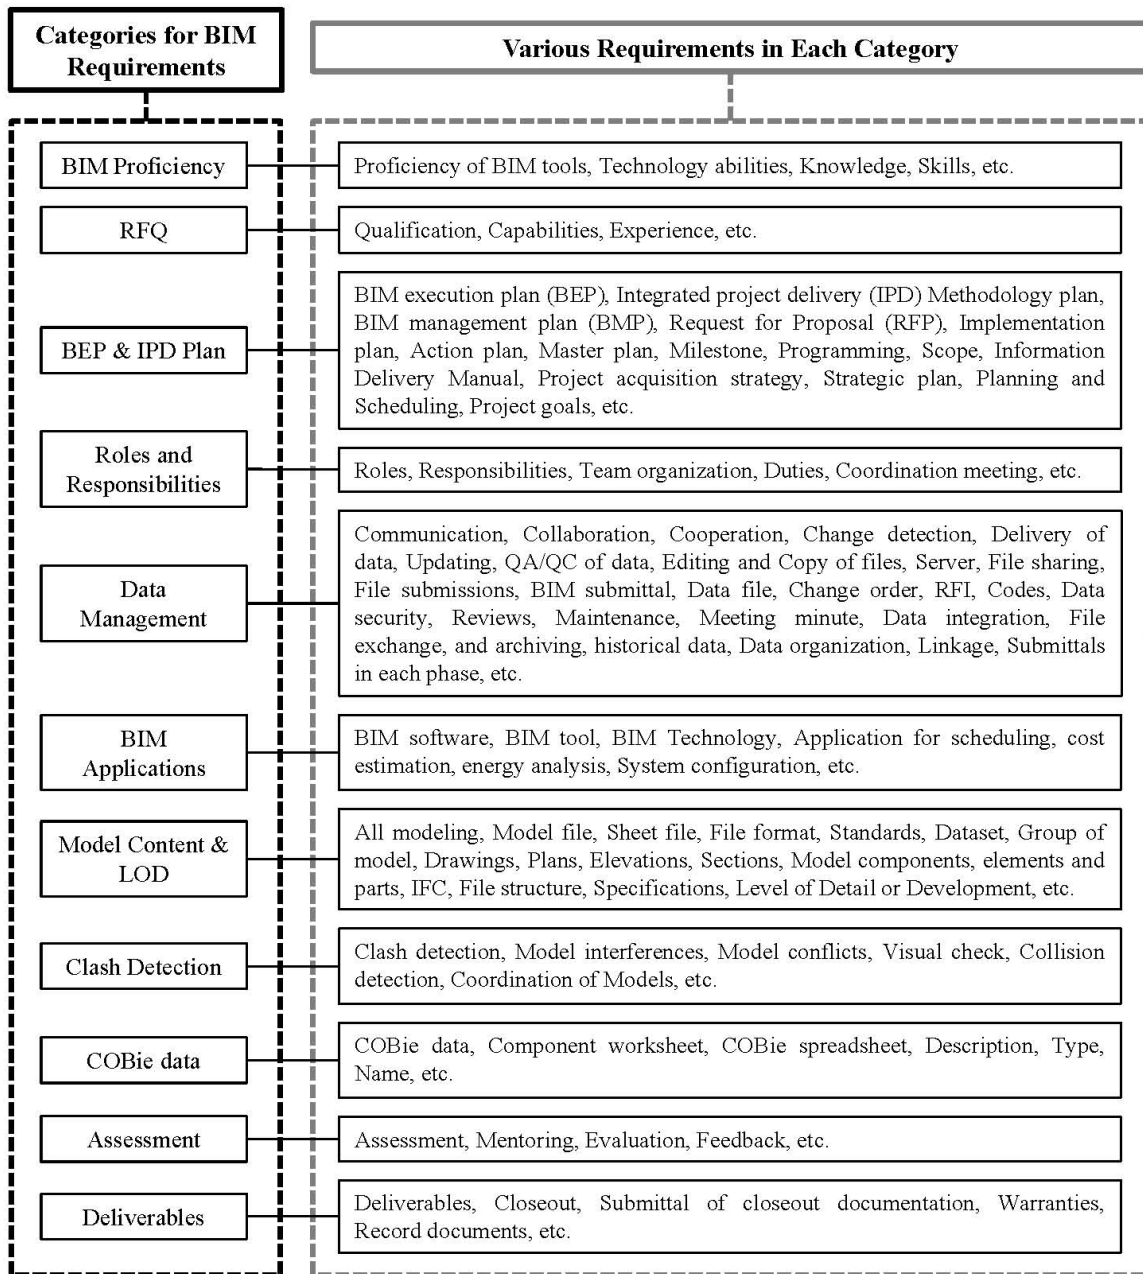 Categories for BIM
Requirements
Various Requirements in Each Category
BIM Proficiency
Proficiency of BIM tools, Technology abilities, Knowledge, Skills, etc.
RFQ
Qualification, Capabilities, Experience, etc.
BEP & IPD Plan
BIM execution plan (BEP), Integrated project delivery (IPD) Methodology plan,
BIM management plan (BMP), Request for Proposal (RFP), Implementation
plan, Action plan, Master plan, Milestone, Programming, Scope, Information
Delivery Manual, Project acquisition strategy, Strategic plan, Planning and
Scheduling, Project goals, etc.
Roles and
Responsibilities
Roles, Responsibilities, Team organization, Duties, Coordination meeting, etc.
Data
Management
Communication, Collaboration, Cooperation, Change detection, Delivery of
data, Updating, QA/QC of data, Editing and Copy of files, Server, File sharing,
File submissions, BIM submittal, Data file, Change order, RFI, Codes, Data
security, Reviews, Maintenance, Meeting minute, Data integration, File
exchange, and archiving, historical data, Data organization, Linkage, Submittals
in each phase, etc.
BIM
Applications
BIM software, BIM tool, BIM Technology, Application for scheduling, cost
estimation, energy analysis, System configuration, etc.
Model Content &
LOD
All modeling, Model file, Sheet file, File format, Standards, Dataset, Group of
model, Drawings, Plans, Elevations, Sections, Model components, elements and
parts, IFC, File structure, Specifications, Level of Detail or Development, etc.
Clash Detection
Clash detection, Model interferences, Model conflicts, Visual check, Collision
detection, Coordination of Models, etc.
COBie data
COBie data, Component worksheet, COBie spreadsheet, Description, Type,
Name, etc.
Assessment
Assessment, Mentoring, Evaluation, Feedback, etc.
Deliverables
Deliverables, Closeout, Submittal of closeout documentation, Warranties,
Record documents, etc.